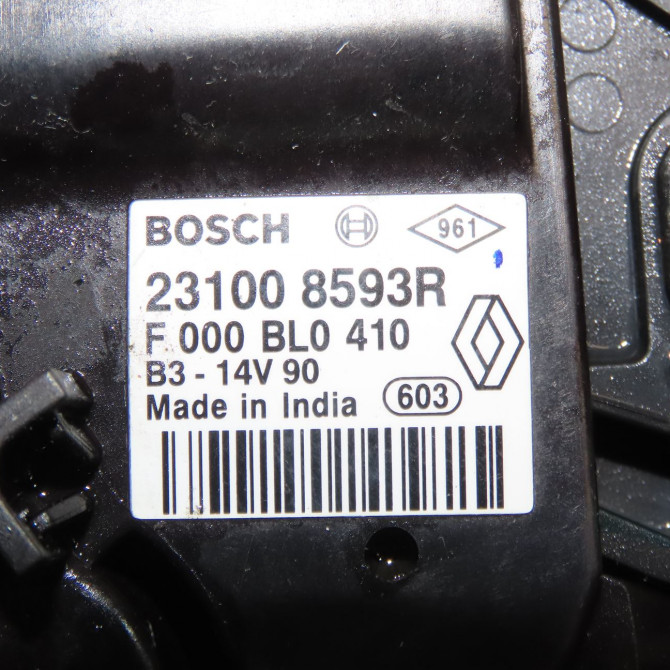 BOSCH 961
23100 8593R
F 000 BL0 410
B3 - 14V 90
Made in India 603